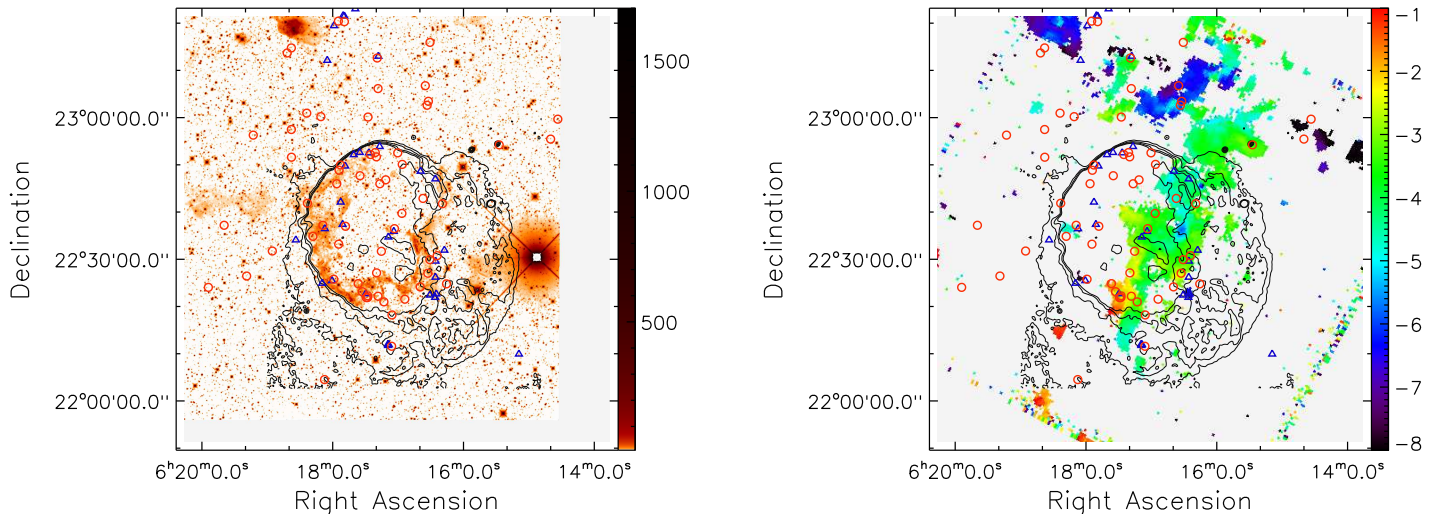 1500
1000
500
23°00'00.0"
22°30'00.0"
22°00'00.0"
Declination
6ʰ20ᵐ00.0ˢ
18ᵐ0.0ˢ
16ᵐ0.0ˢ
14ᵐ0.0ˢ
Right Ascension
−1
−2
−3
−4
−5
−6
−7
−8
23°00'00.0"
22°30'00.0"
22°00'00.0"
Declination
6ʰ20ᵐ0.0ˢ
18ᵐ0.0ˢ
16ᵐ0.0ˢ
14ᵐ0.0ˢ
Right Ascension